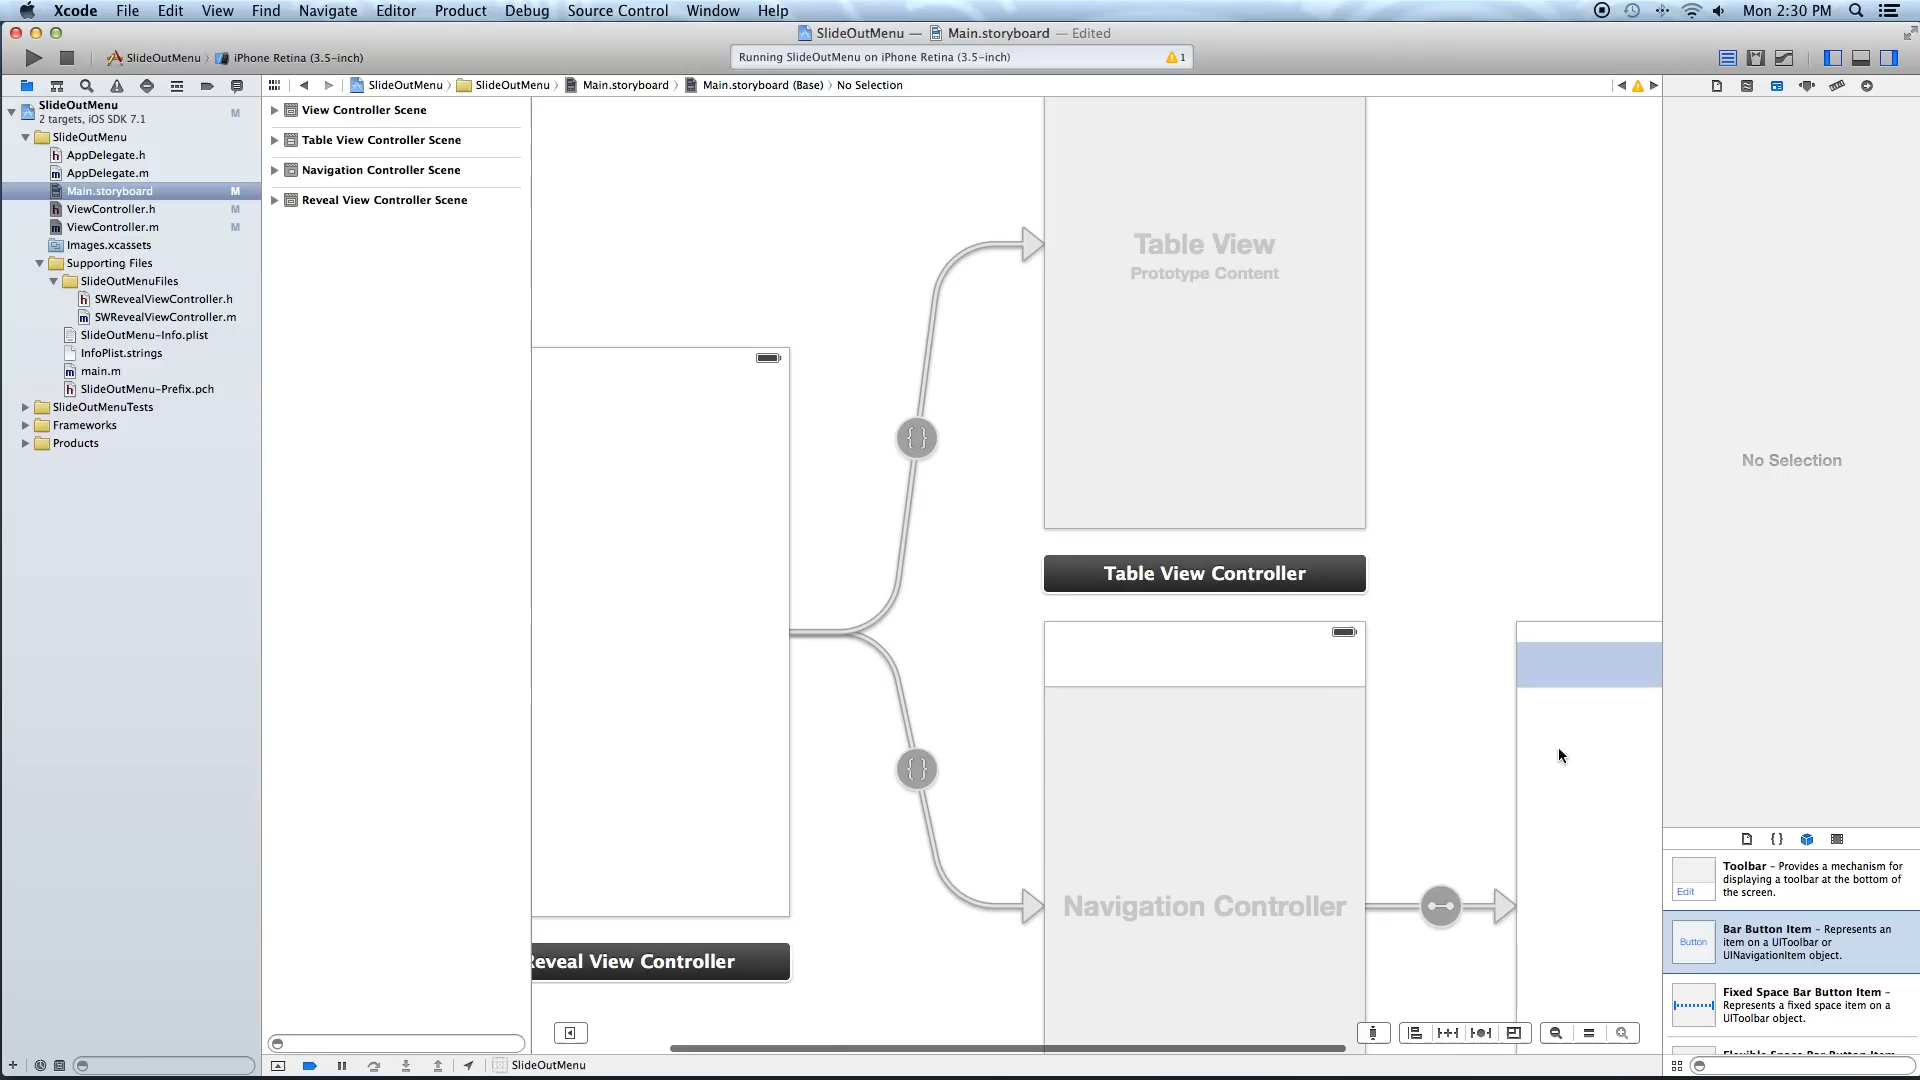 Xcode File Edit View Find Navigate Editor Product Debug Source Control Window Help Mon 2:30 PM
SlideOutMenu — Main.storyboard — Edited
SlideOutMenu iPhone Retina (3.5-inch)
Running SlideOutMenu on iPhone Retina (3.5-inch) 1
SlideOutMenu SlideOutMenu Main.storyboard Main.storyboard (Base) No Selection
SlideOutMenu M
2 targets, iOS SDK 7.1
SlideOutMenu
AppDelegate.h
AppDelegate.m
Main.storyboard M
ViewController.h M
ViewController.m M
Images.xcassets
Supporting Files
SlideOutMenuFiles
SWRevealViewController.h
SWRevealViewController.m
SlideOutMenu-Info.plist
InfoPlist.strings
main.m
SlideOutMenu-Prefix.pch
SlideOutMenuTests
Frameworks
Products
View Controller Scene
Table View Controller Scene
Navigation Controller Scene
Reveal View Controller Scene
Table View
Prototype Content
{ }
Table View Controller
{ }
Navigation Controller
Reveal View Controller
SlideOutMenu
No Selection
{ }
Edit
Toolbar – Provides a mechanism for
displaying a toolbar at the bottom of
the screen.
Button
Bar Button Item – Represents an
item on a UIToolbar or
UINavigationItem object.
Fixed Space Bar Button Item –
Represents a fixed space item on a
UIToolbar object.
Flexible Space Bar Button Item